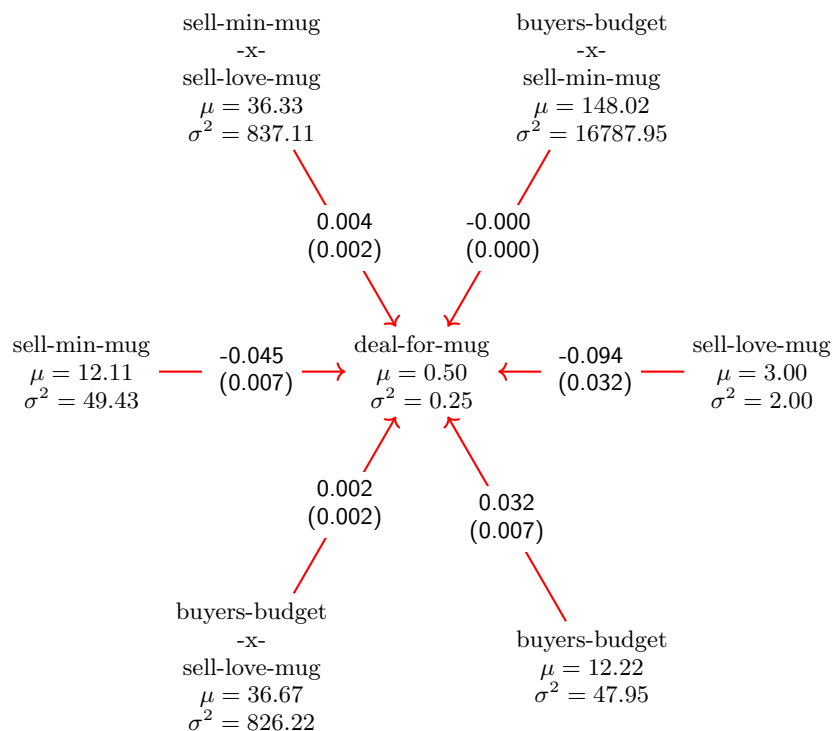 sell-min-mug
-x-
sell-love-mug
μ = 36.33
σ² = 837.11
buyers-budget
-x-
sell-min-mug
μ = 148.02
σ² = 16787.95
0.004
(0.002)
-0.000
(0.000)
sell-min-mug
μ = 12.11
σ² = 49.43
-0.045
(0.007)
deal-for-mug
μ = 0.50
σ² = 0.25
-0.094
(0.032)
sell-love-mug
μ = 3.00
σ² = 2.00
0.002
(0.002)
0.032
(0.007)
buyers-budget
-x-
sell-love-mug
μ = 36.67
σ² = 826.22
buyers-budget
μ = 12.22
σ² = 47.95